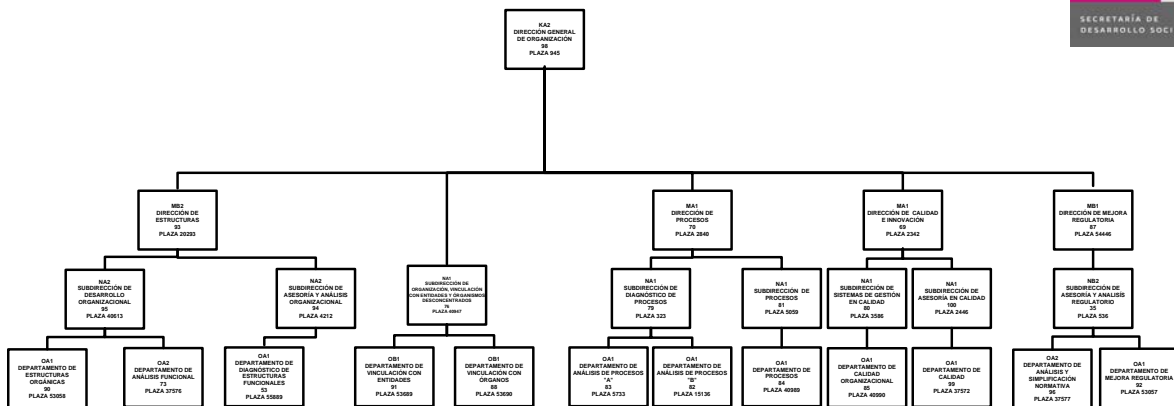 SECRETARÍA DE
DESARROLLO SOCI
KA2
DIRECCIÓN GENERAL
DE ORGANIZACIÓN
98
PLAZA 945
MB2
DIRECCIÓN DE
ESTRUCTURAS
93
PLAZA 20293
MA1
DIRECCIÓN DE
PROCESOS
70
PLAZA 2840
MA1
DIRECCIÓN DE CALIDAD
E INNOVACIÓN
69
PLAZA 2342
MB1
DIRECCIÓN DE MEJORA
REGULATORIA
87
PLAZA 54446
NA2
SUBDIRECCIÓN DE
DESARROLLO
ORGANIZACIONAL
95
PLAZA 40613
NA2
SUBDIRECCIÓN DE
ASESORÍA Y ANÁLISIS
ORGANIZACIONAL
94
PLAZA 4212
NA1
SUBDIRECCIÓN DE
ORGANIZACIÓN, VINCULACIÓN
CON ENTIDADES Y ÓRGANISMOS
DESCONCENTRADOS
76
PLAZA 40947
NA1
SUBDIRECCIÓN DE
DIAGNÓSTICO DE
PROCESOS
79
PLAZA 323
NA1
SUBDIRECCIÓN DE
PROCESOS
81
PLAZA 5059
NA1
SUBDIRECCIÓN DE
SISTEMAS DE GESTIÓN
EN CALIDAD
80
PLAZA 3586
NA1
SUBDIRECCIÓN DE
ASESORÍA EN CALIDAD
100
PLAZA 2446
NB2
SUBDIRECCIÓN DE
ASESORÍA Y ANALISÍS
REGULATORIO
35
PLAZA 536
OA1
DEPARTAMENTO DE
ESTRUCTURAS
ORGÁNICAS
90
PLAZA 53058
OA2
DEPARTAMENTO DE
ANÁLISIS FUNCIONAL
73
PLAZA 37576
OA1
DEPARTAMENTO DE
DIAGNÓSTICO DE
ESTRUCTURAS
FUNCIONALES
53
PLAZA 55889
OB1
DEPARTAMENTO DE
VINCULACIÓN CON
ENTIDADES
91
PLAZA 53689
OB1
DEPARTAMENTO DE
VINCULACIÓN CON
ÓRGANOS
88
PLAZA 53690
OA1
DEPARTAMENTO DE
ANÁLISIS DE PROCESOS
"A"
83
PLAZA 5733
OA1
DEPARTAMENTO DE
ANÁLISIS DE PROCESOS
"B"
82
PLAZA 15136
OA1
DEPARTAMENTO DE
PROCESOS
84
PLAZA 40989
OA1
DEPARTAMENTO DE
CALIDAD
ORGANIZACIONAL
85
PLAZA 40990
OA1
DEPARTAMENTO DE
CALIDAD
99
PLAZA 37572
OA2
DEPARTAMENTO DE
ANÁLISIS Y
SIMPLIFICACIÓN
NORMATIVA
96
PLAZA 37577
OA1
DEPARTAMENTO DE
MEJORA REGULATORIA
92
PLAZA 53057